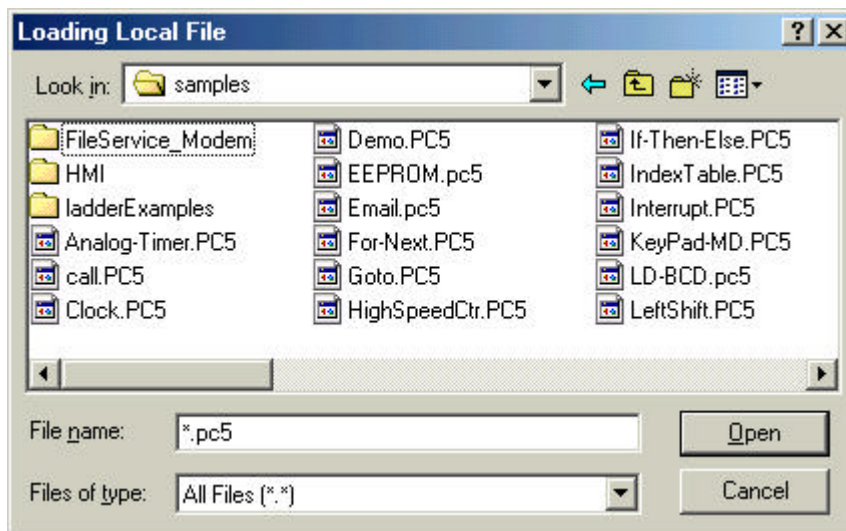 Loading Local File
Look in: samples
FileService_Modem
HMI
ladderExamples
Analog-Timer.PC5
call.PC5
Clock.PC5
Demo.PC5
EEPROM.pc5
Email.pc5
For-Next.PC5
Goto.PC5
HighSpeedCtr.PC5
If-Then-Else.PC5
IndexTable.PC5
Interrupt.PC5
KeyPad-MD.PC5
LD-BCD.pc5
LeftShift.PC5
File name: *.pc5
Open
Files of type: All Files (*.*)
Cancel